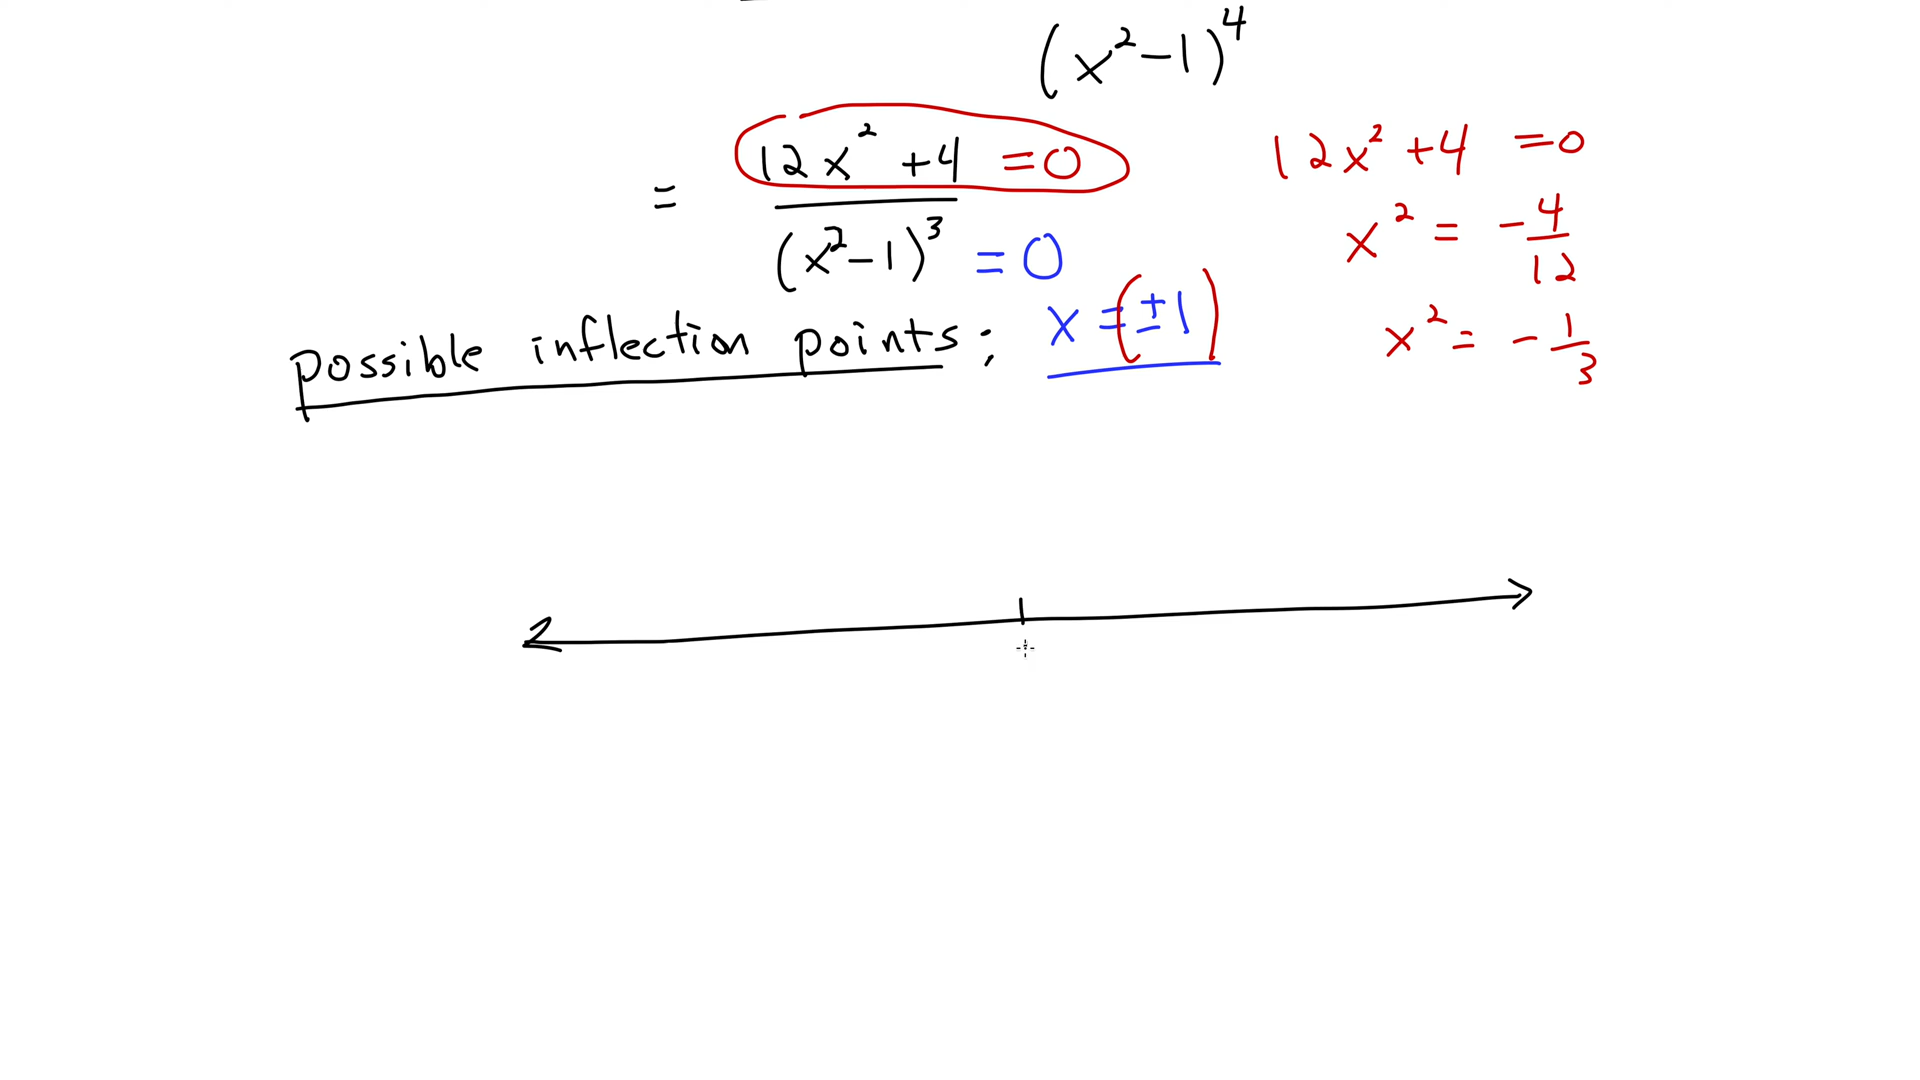 (x²-1)⁴
= 12x²+4 =0
(x²-1)³ = 0
12x²+4 =0
x² = -4/12
x² = -1/3
possible inflection points: x = (±1)